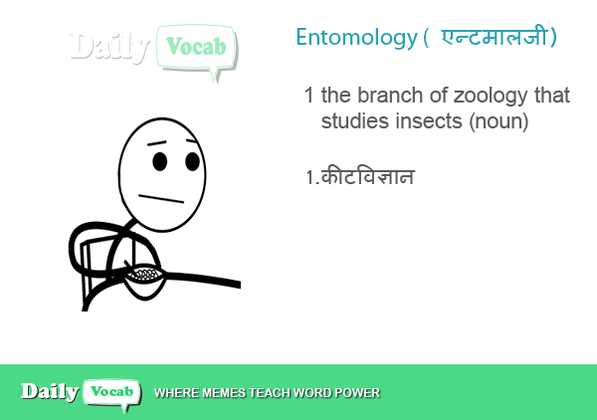 Daily Vocab
Entomology ( एन्टमालजी)
1 the branch of zoology that
studies insects (noun)
1.कीटविज्ञान
Daily Vocab WHERE MEMES TEACH WORD POWER